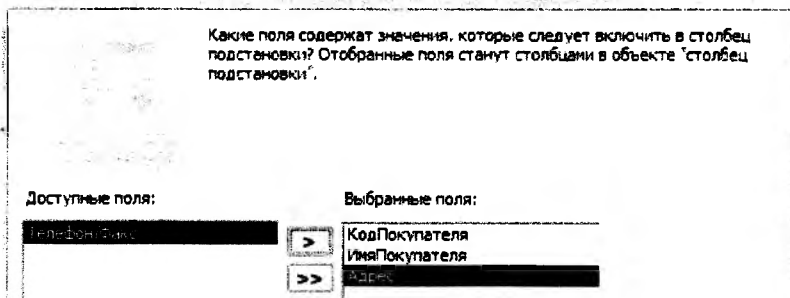 Какие поля содержат значения, которые следует включить в столбец
подстановки? Отобранные поля станут столбцами в объекте "столбец
подстановки".
Доступные поля:
Выбранные поля:
Телефон/Факс
>
КодПокупателя
ИмяПокупателя
>>
Адрес